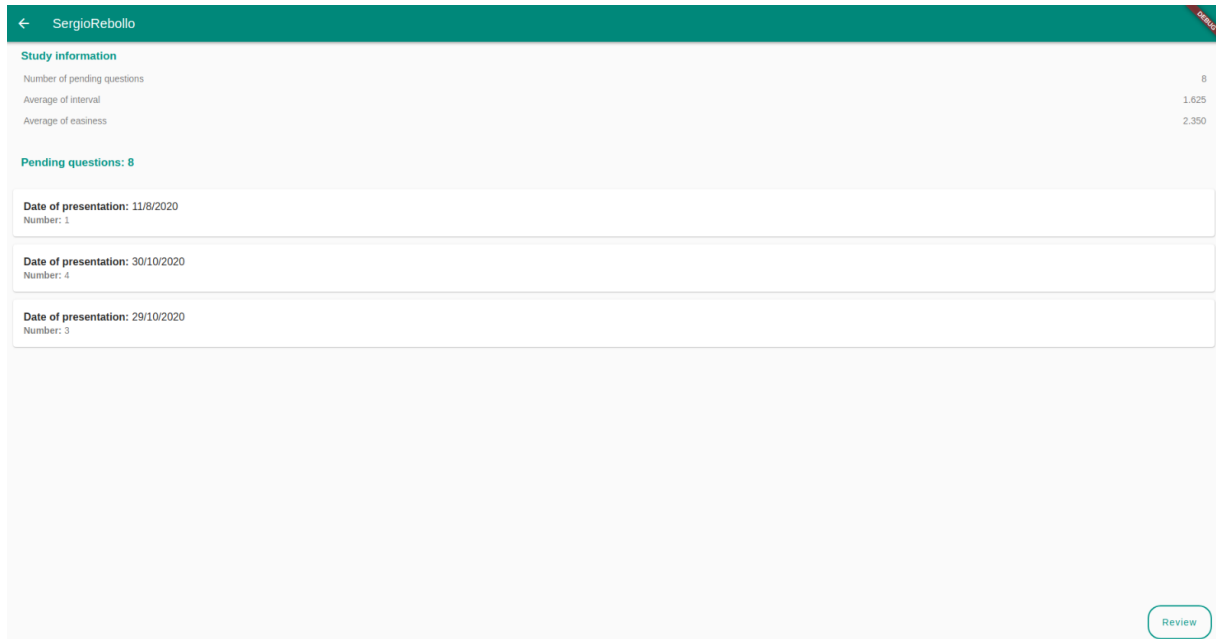 SergioRebollo
DEBUG
Study information
Number of pending questions 8
Average of interval 1.625
Average of easiness 2.350
Pending questions: 8
Date of presentation: 11/8/2020
Number: 1
Date of presentation: 30/10/2020
Number: 4
Date of presentation: 29/10/2020
Number: 3
Review